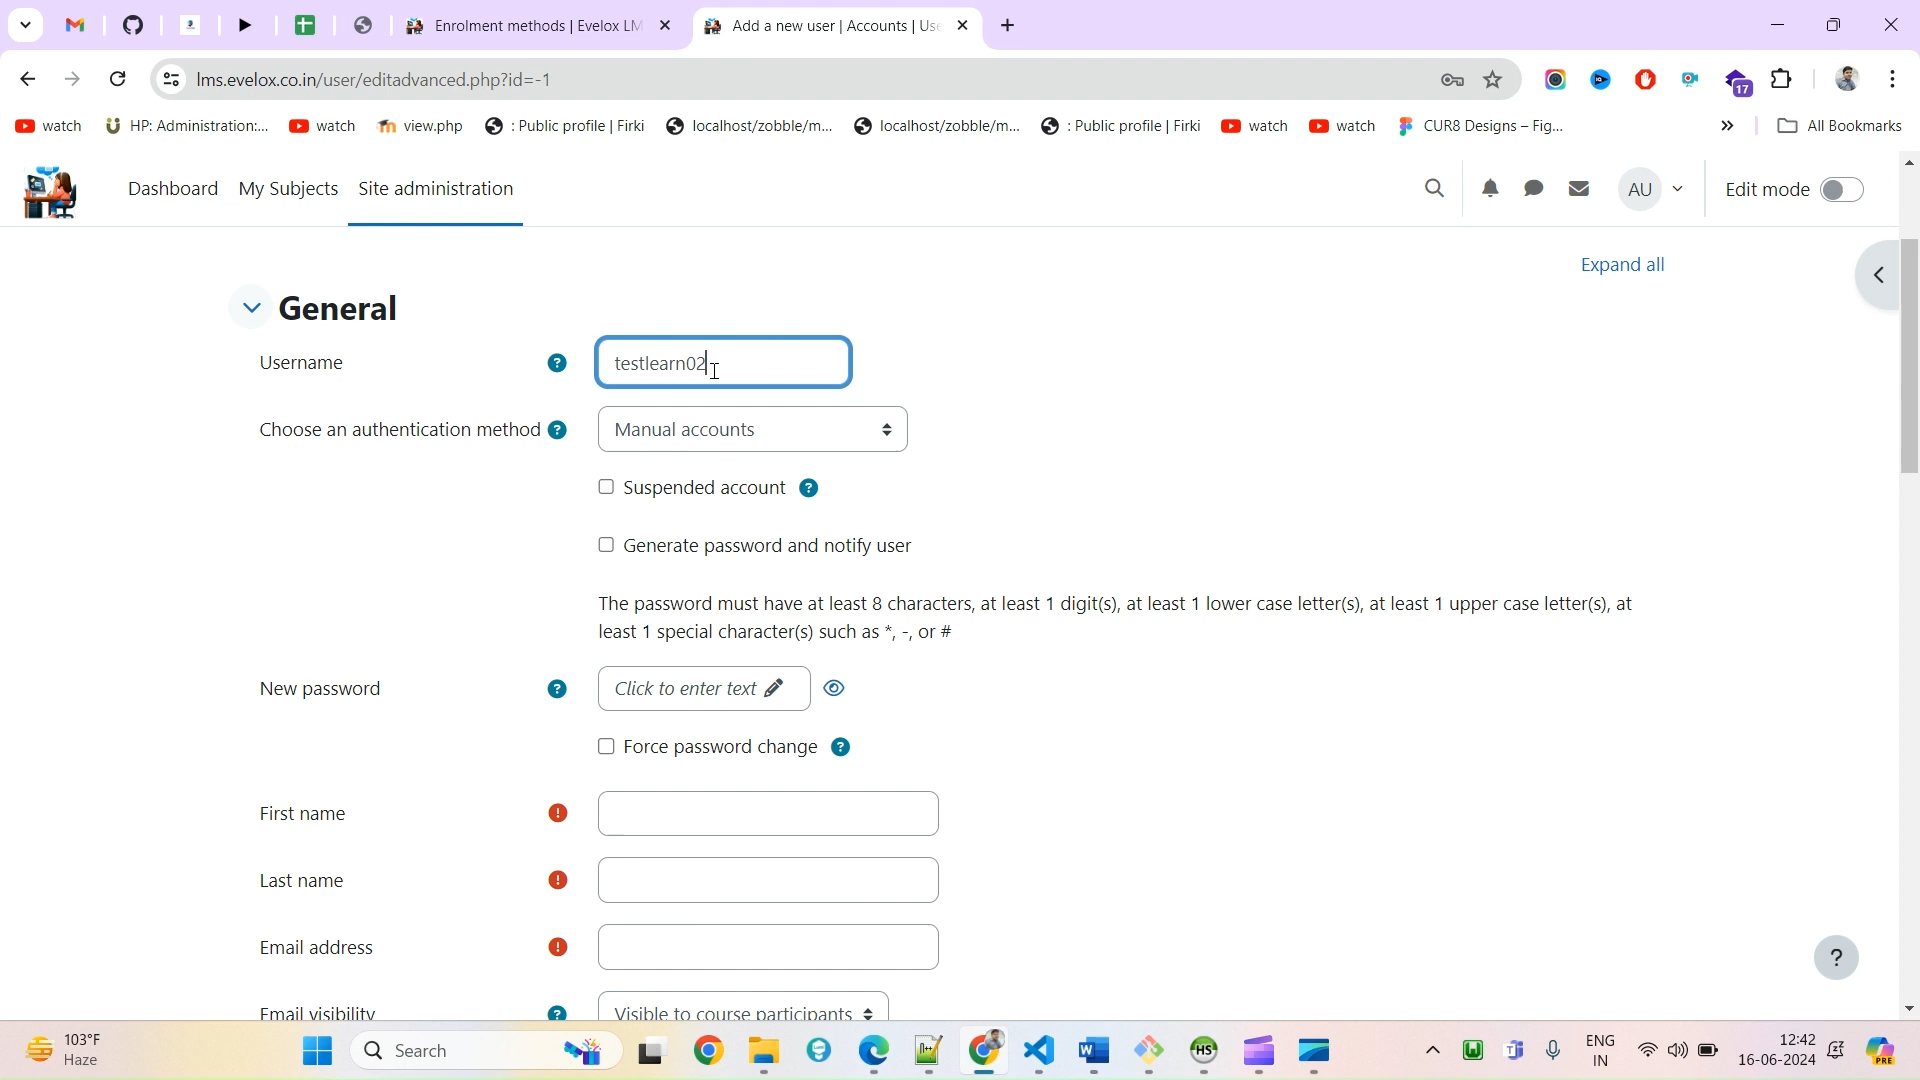 Enrolment methods | Evelox LM
Add a new user | Accounts | Use
lms.evelox.co.in/user/editadvanced.php?id=-1
17
watch
HP: Administration:...
watch
view.php
: Public profile | Firki
localhost/zobble/m...
localhost/zobble/m...
: Public profile | Firki
watch
watch
CUR8 Designs – Fig...
All Bookmarks
Dashboard
My Subjects
Site administration
AU
Edit mode
Expand all
General
Username
testlearn02
Choose an authentication method
Manual accounts
Suspended account
Generate password and notify user
The password must have at least 8 characters, at least 1 digit(s), at least 1 lower case letter(s), at least 1 upper case letter(s), at
least 1 special character(s) such as *, -, or #
New password
Click to enter text
Force password change
First name
Last name
Email address
Email visibility
Visible to course participants
?
103°F
Haze
Search
HS
ENG
IN
12:42
16-06-2024
PRE